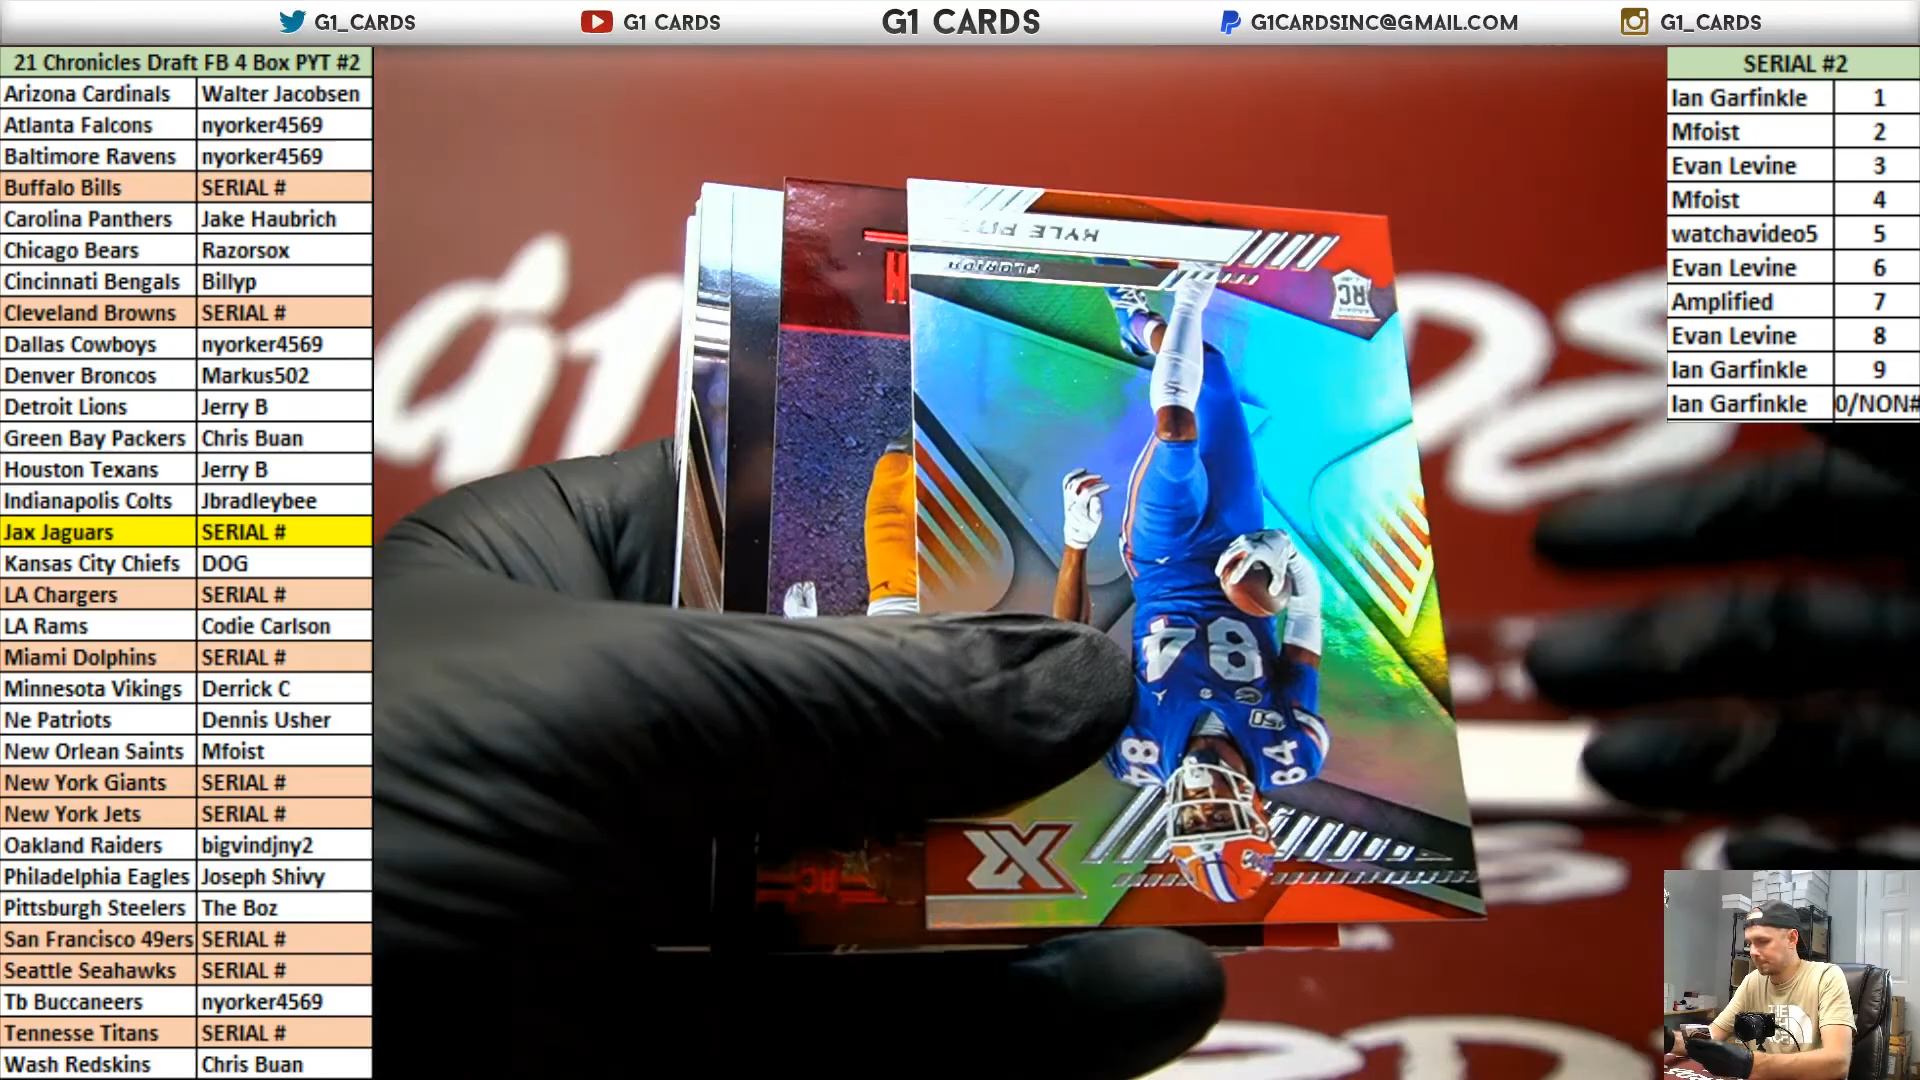 G1_CARDS
G1 CARDS
G1 CARDS
G1CARDSINC@GMAIL.COM
G1_CARDS
21 Chronicles Draft FB 4 Box PYT #2
Arizona Cardinals Walter Jacobsen
Atlanta Falcons nyorker4569
Baltimore Ravens nyorker4569
Buffalo Bills SERIAL #
Carolina Panthers Jake Haubrich
Chicago Bears Razorsox
Cincinnati Bengals Billyp
Cleveland Browns SERIAL #
Dallas Cowboys nyorker4569
Denver Broncos Markus502
Detroit Lions Jerry B
Green Bay Packers Chris Buan
Houston Texans Jerry B
Indianapolis Colts Jbradleybee
Jax Jaguars SERIAL #
Kansas City Chiefs DOG
LA Chargers SERIAL #
LA Rams Codie Carlson
Miami Dolphins SERIAL #
Minnesota Vikings Derrick C
Ne Patriots Dennis Usher
New Orlean Saints Mfoist
New York Giants SERIAL #
New York Jets SERIAL #
Oakland Raiders bigvindjny2
Philadelphia Eagles Joseph Shivy
Pittsburgh Steelers The Boz
San Francisco 49ers SERIAL #
Seattle Seahawks SERIAL #
Tb Buccaneers nyorker4569
Tennesse Titans SERIAL #
Wash Redskins Chris Buan
SERIAL #2
Ian Garfinkle 1
Mfoist 2
Evan Levine 3
Mfoist 4
watchavideo5 5
Evan Levine 6
Amplified 7
Evan Levine 8
Ian Garfinkle 9
Ian Garfinkle 0/NON#
KYLE
FLORIDA
RC
84
84
84
XR
RC
THE